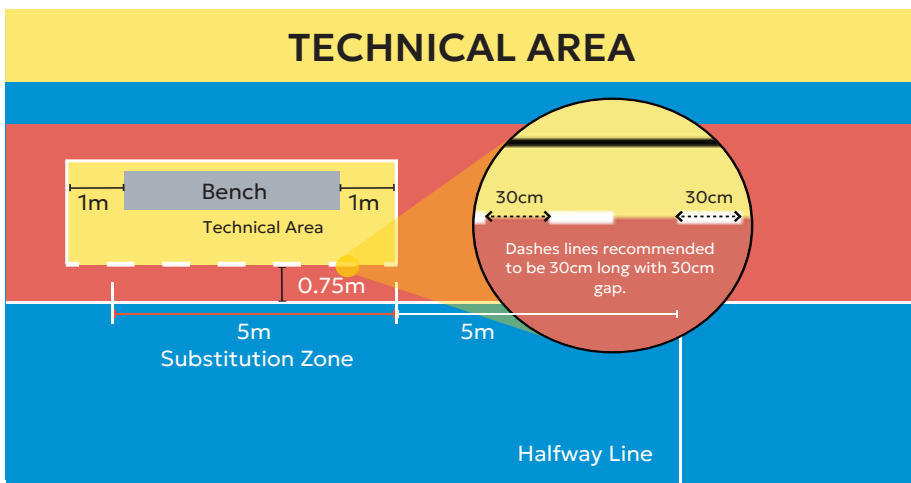 TECHNICAL AREA
Bench
1m
1m
Technical Area
0.75m
5m
Substitution Zone
5m
30cm
30cm
Dashes lines recommended
to be 30cm long with 30cm
gap.
Halfway Line